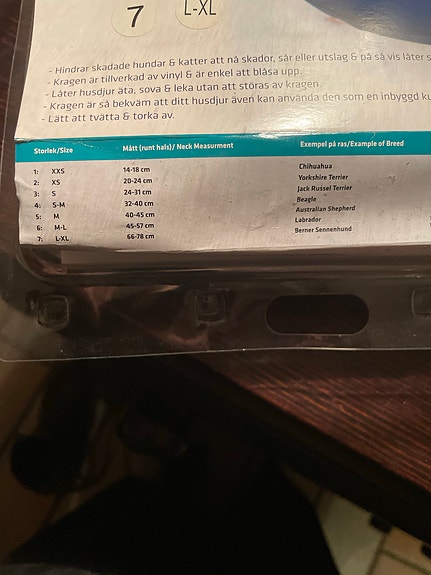 7 L-XL
- Hindrar skadade hundar & katter att nå skador, sår eller utslag & på så vis låter s
- Kragen är tillverkad av vinyl & är enkel att blåsa upp.
- Låter husdjur äta, sova & leka utan att störas av kragen.
- Kragen är så bekväm att ditt husdjur även kan använda den som en inbyggd ku
- Lätt att tvätta & torka av.
Storlek/Size Mått (runt hals)/ Neck Measurment Exempel på ras/Example of Breed
1: XXS 14-18 cm Chihuahua
2: XS 20-24 cm Yorkshire Terrier
3: S 24-31 cm Jack Russel Terrier
4: S-M 32-40 cm Beagle
5: M 40-45 cm Australian Shepherd
6: M-L 45-57 cm Labrador
7: L-XL 66-78 cm Berner Sennenhund